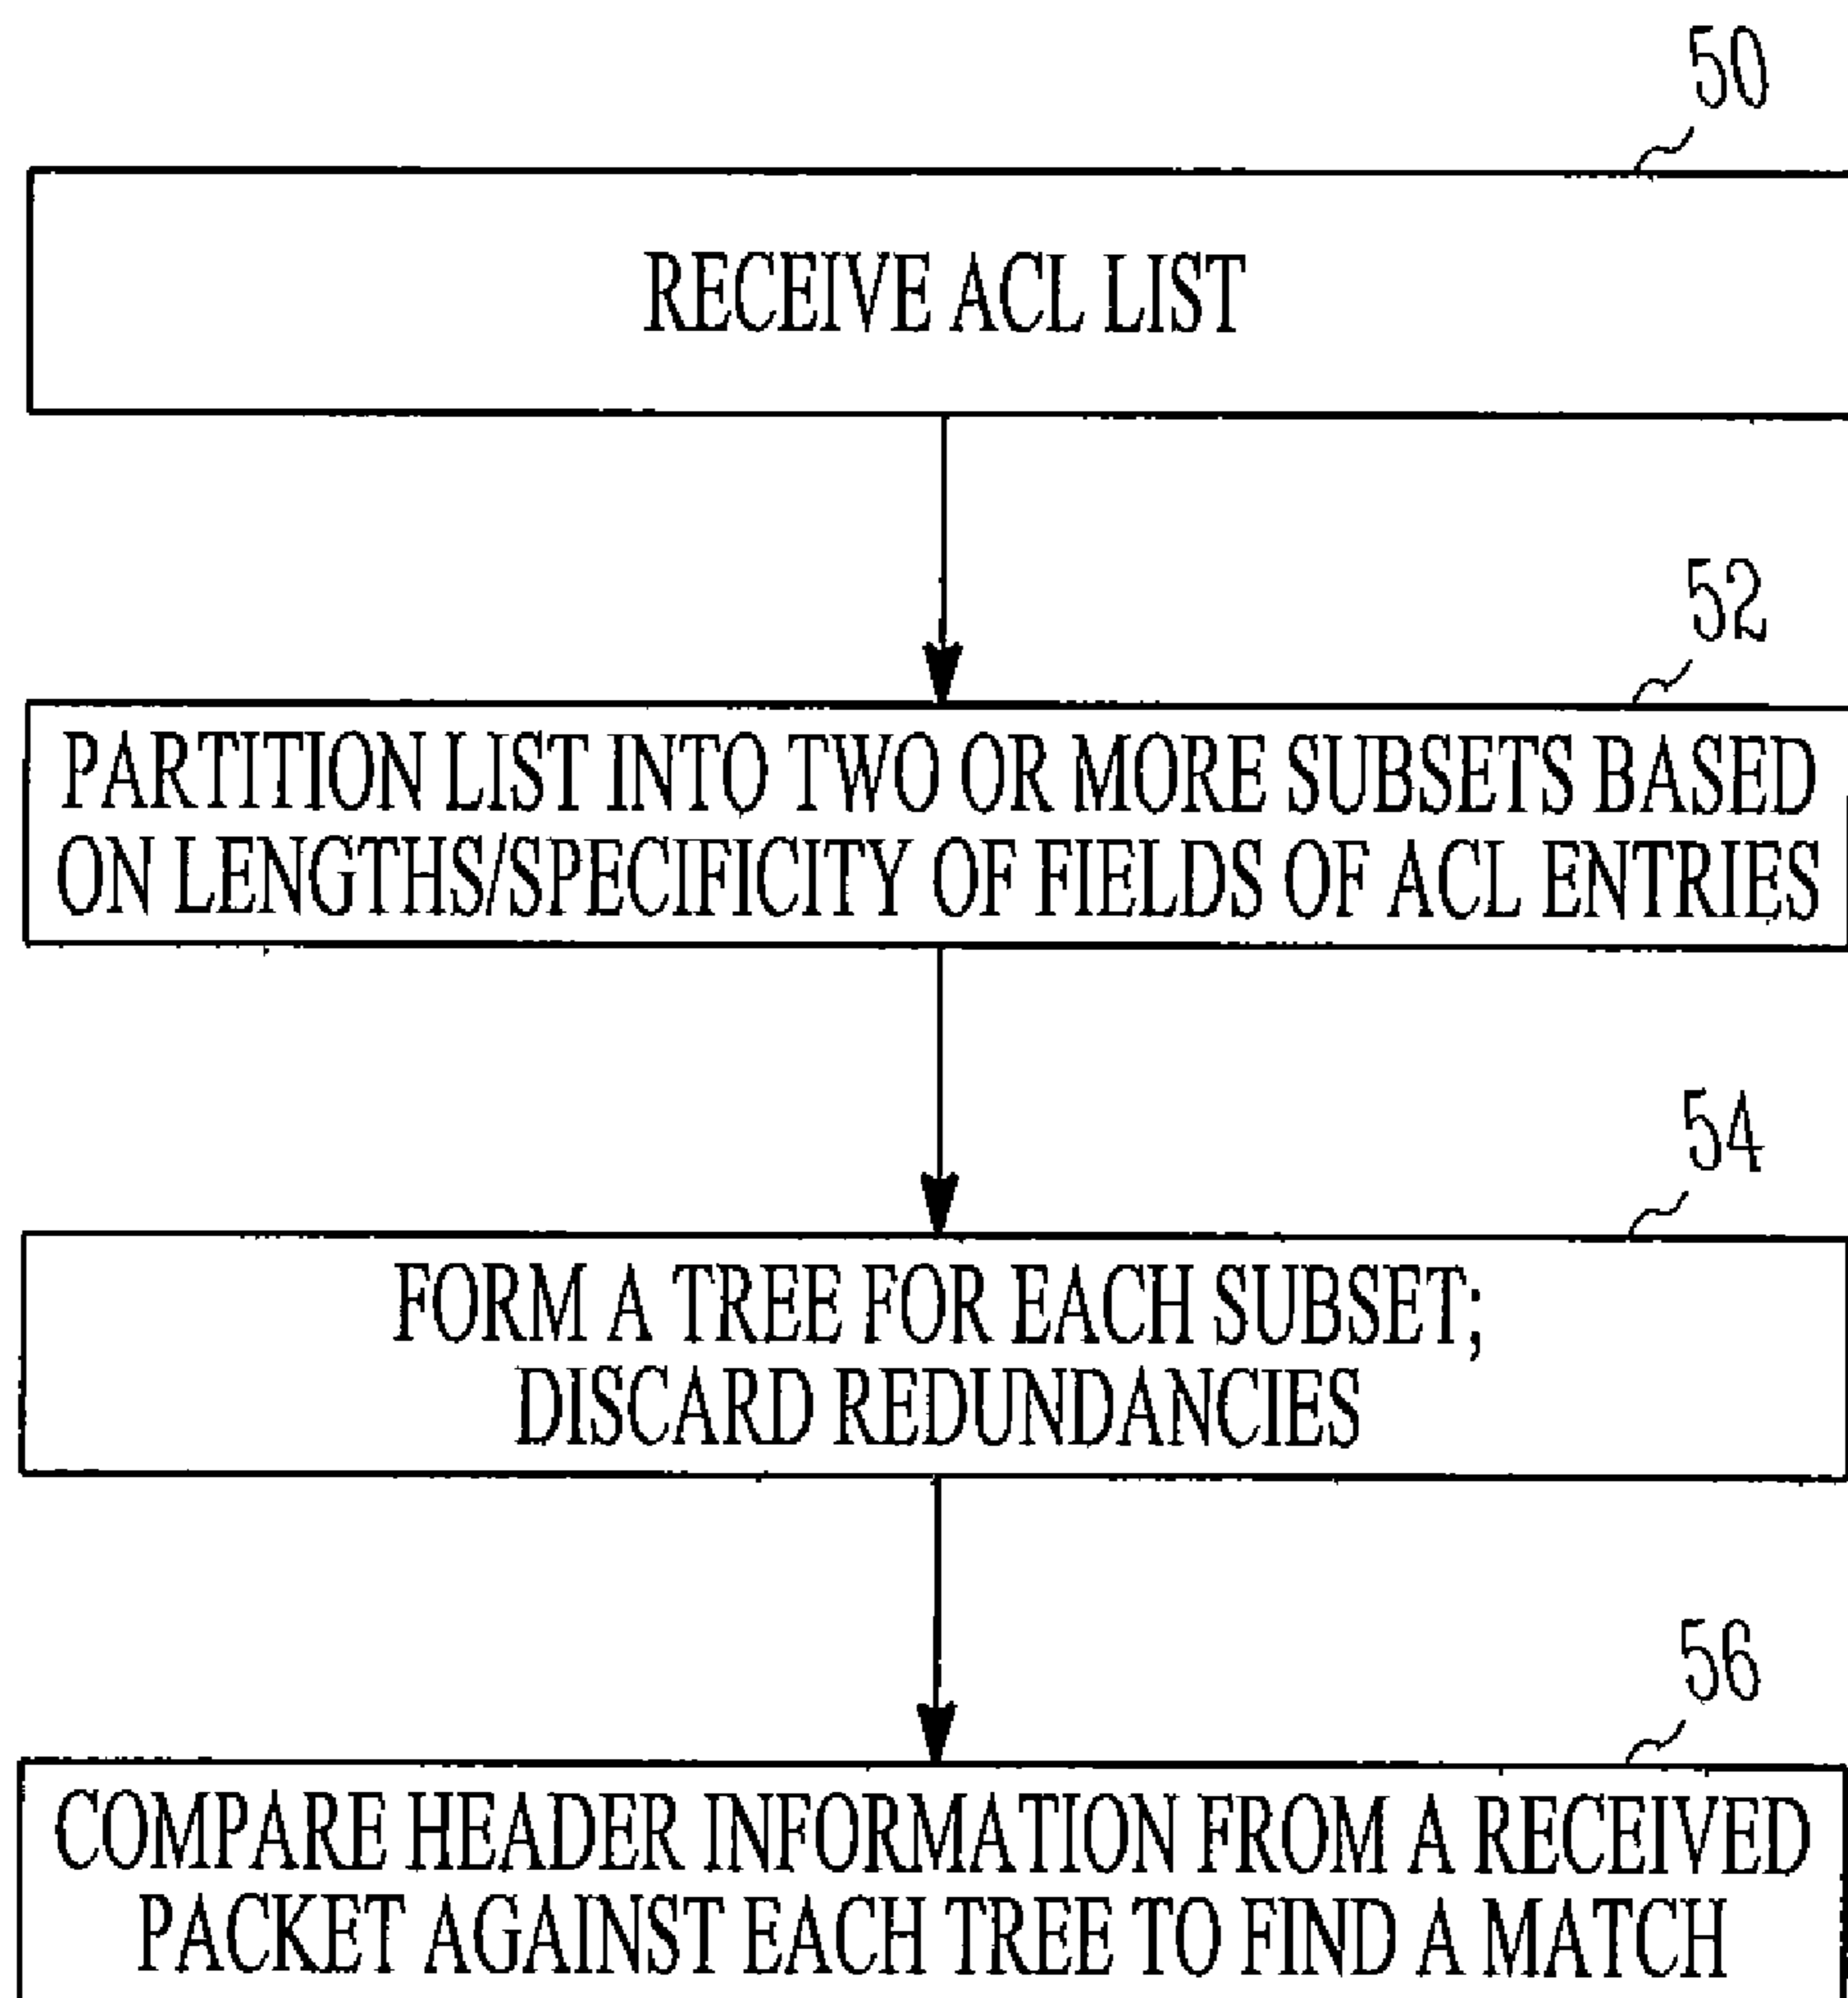 50
RECEIVE ACL LIST
52
PARTITION LIST INTO TWO OR MORE SUBSETS BASED
ON LENGTHS/SPECIFICITY OF FIELDS OF ACL ENTRIES
54
FORM A TREE FOR EACH SUBSET;
DISCARD REDUNDANCIES
56
COMPARE HEADER INFORMATION FROM A RECEIVED
PACKET AGAINST EACH TREE TO FIND A MATCH